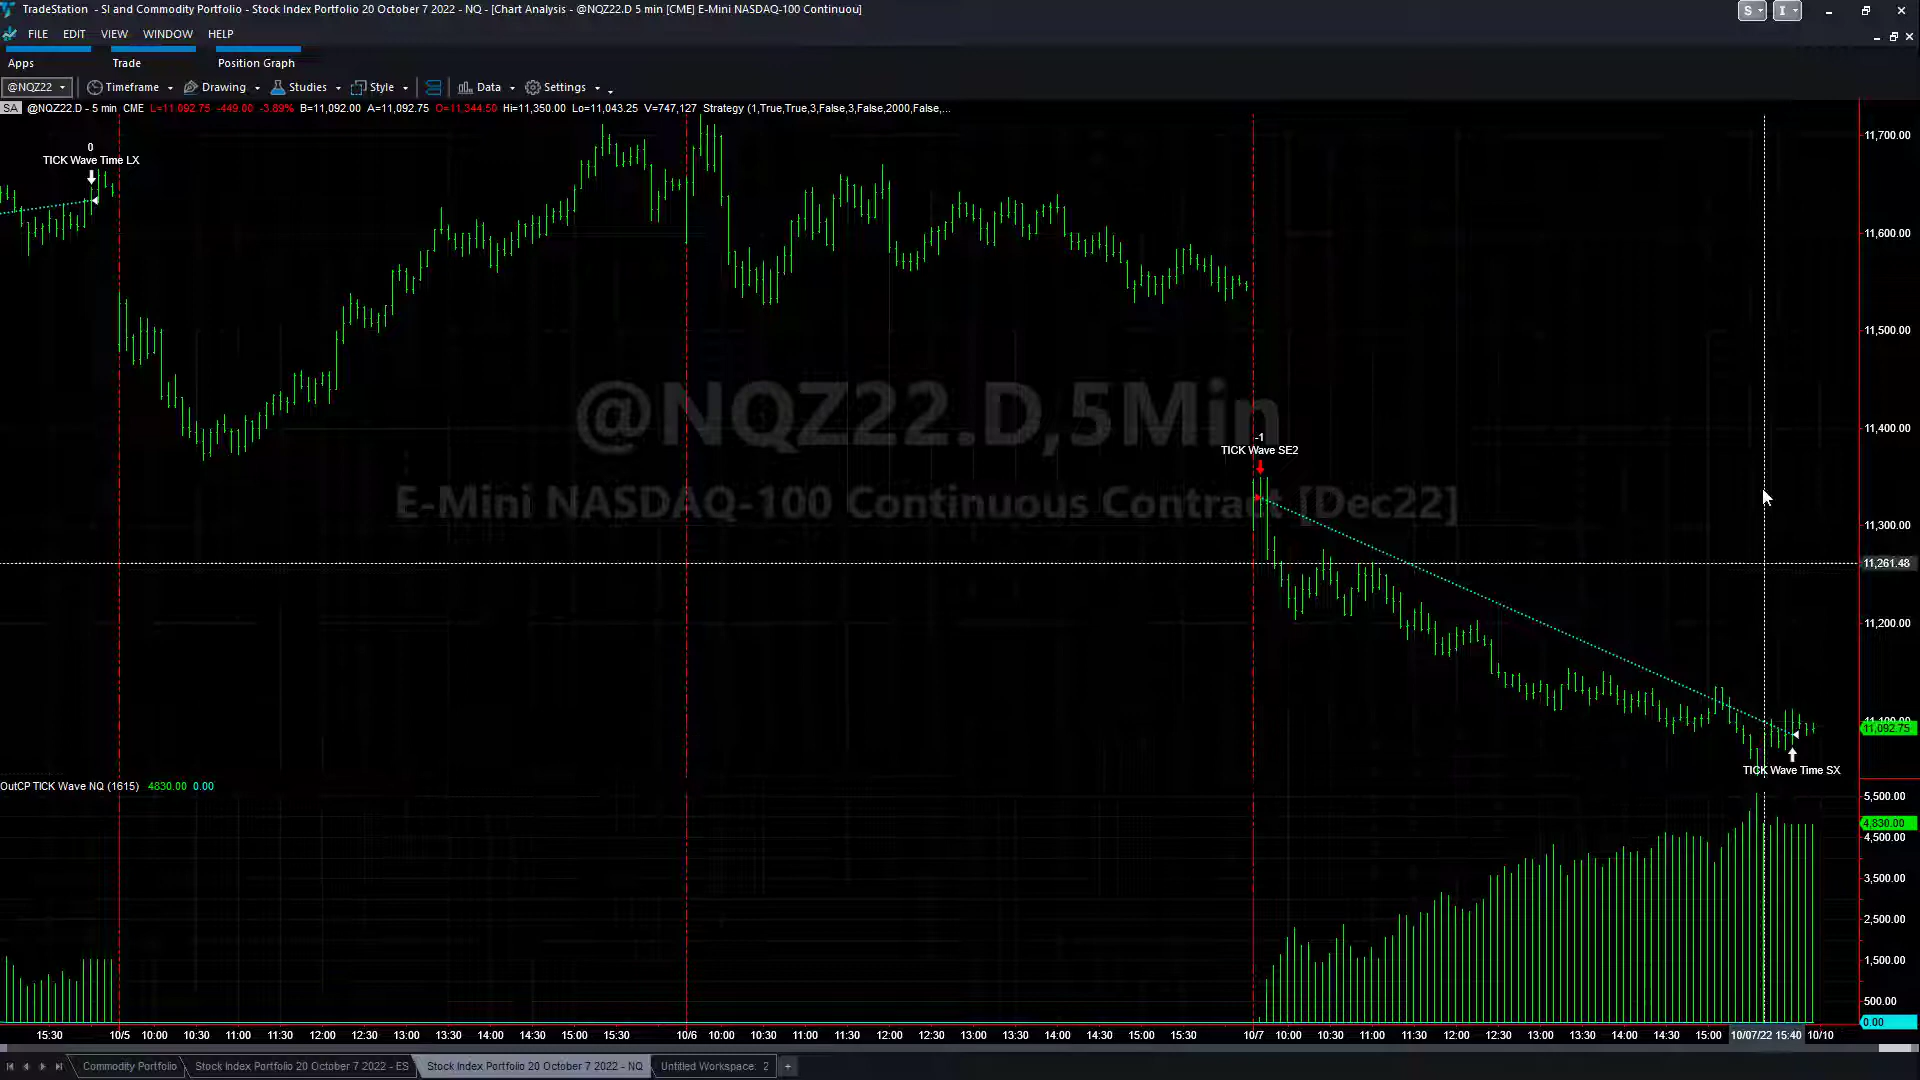 TradeStation - SI and Commodity Portfolio - Stock Index Portfolio 20 October 7 2022 - NQ - [Chart Analysis - @NQZ22.D 5 min [CME] E-Mini NASDAQ-100 Continuou]
S I
FILE EDIT VIEW WINDOW HELP
Apps Trade Position Graph
@NQZ22 Timeframe Drawing Studies Style Data Settings
SA @NQZ22.D - 5 min CME L=11,092.75 -449.00 -3.89% B=11,092.00 A=11,092.75 O=11,344.50 Hi=11,350.00 Lo=11,043.25 V=747,127 Strategy (1,True,True,3,False,3,False,2000,False,...
11,700.00
0
TICK Wave Time LX
11,600.00
11,500.00
@NQZ22.D,5Min
11,400.00
-1
TICK Wave SE2
E-Mini NASDAQ-100 Continuous Contract [Dec22]
11,300.00
11,261.48
11,200.00
11,100.00
11,092.75
TICK Wave Time SX
OutCP TICK Wave NQ (1615) 4830.00 0.00
5,500.00
4,830.00
4,500.00
3,500.00
2,500.00
1,500.00
500.00
0.00
15:30 10/5 10:00 10:30 11:00 11:30 12:00 12:30 13:00 13:30 14:00 14:30 15:00 15:30 10/6 10:00 10:30 11:00 11:30 12:00 12:30 13:00 13:30 14:00 14:30 15:00 15:30 10/7 10:00 10:30 11:00 11:30 12:00 12:30 13:00 13:30 14:00 14:30 15:00 10/07/22 15:40 10/10
Commodity Portfolio Stock Index Portfolio 20 October 7 2022 - ES Stock Index Portfolio 20 October 7 2022 - NQ Untitled Workspace: 2 +